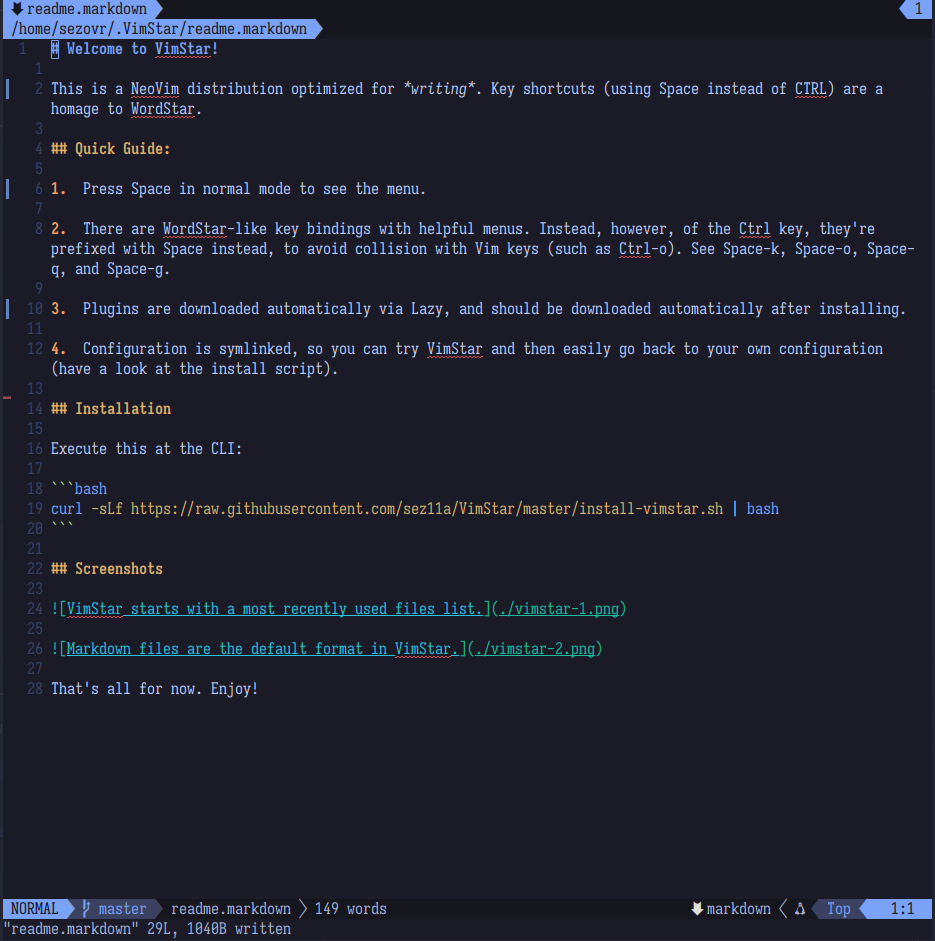 readme.markdown 1
/home/sezovr/.VimStar/readme.markdown
1 # Welcome to VimStar!
1
2 This is a NeoVim distribution optimized for *writing*. Key shortcuts (using Space instead of CTRL) are a
homage to WordStar.
3
4 ## Quick Guide:
5
6 1.  Press Space in normal mode to see the menu.
7
8 2.  There are WordStar-like key bindings with helpful menus. Instead, however, of the Ctrl key, they're
prefixed with Space instead, to avoid collision with Vim keys (such as Ctrl-o). See Space-k, Space-o, Space-
q, and Space-g.
9
10 3.  Plugins are downloaded automatically via Lazy, and should be downloaded automatically after installing.
11
12 4.  Configuration is symlinked, so you can try VimStar and then easily go back to your own configuration
(have a look at the install script).
13
14 ## Installation
15
16 Execute this at the CLI:
17
18 ```bash
19 curl -sLf https://raw.githubusercontent.com/sez11a/VimStar/master/install-vimstar.sh | bash
20 ```
21
22 ## Screenshots
23
24 ![VimStar starts with a most recently used files list.](./vimstar-1.png)
25
26 ![Markdown files are the default format in VimStar.](./vimstar-2.png)
27
28 That's all for now. Enjoy!
NORMAL master readme.markdown 149 words markdown Top 1:1
"readme.markdown" 29L, 1040B written